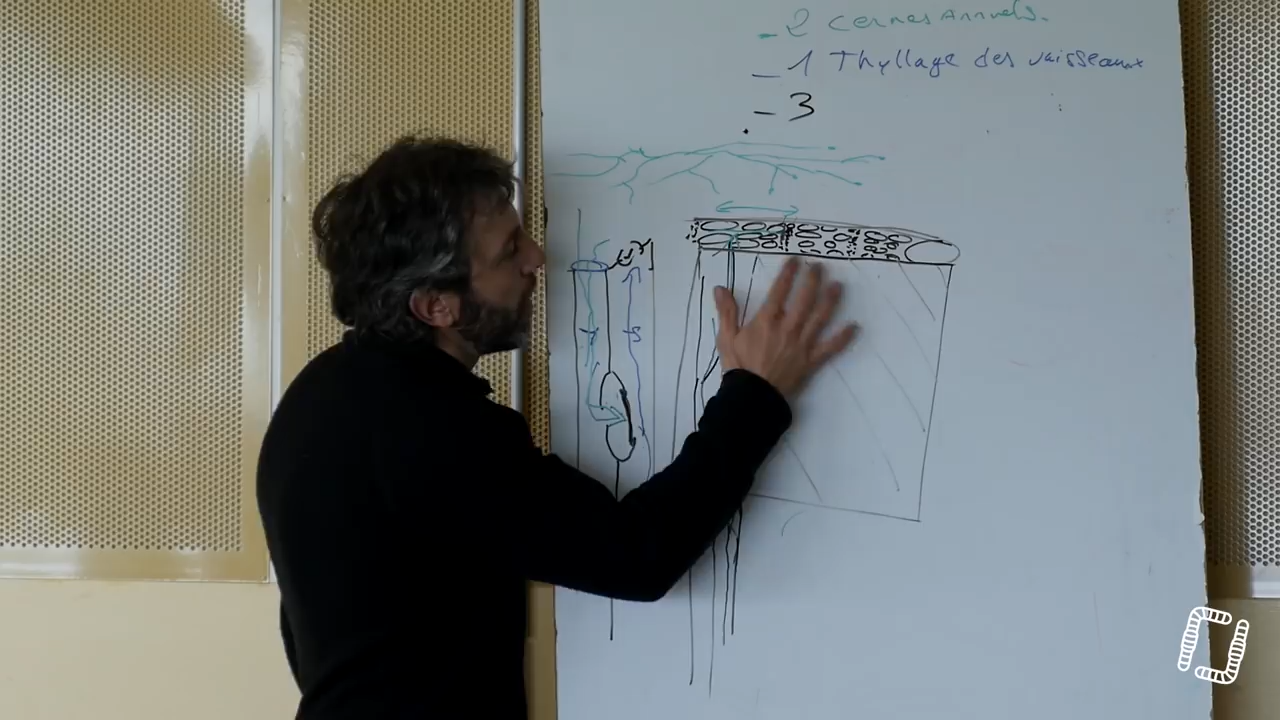 - 2 cernes Annuels.
- 1 Thyllage des vaisseaux
- 3